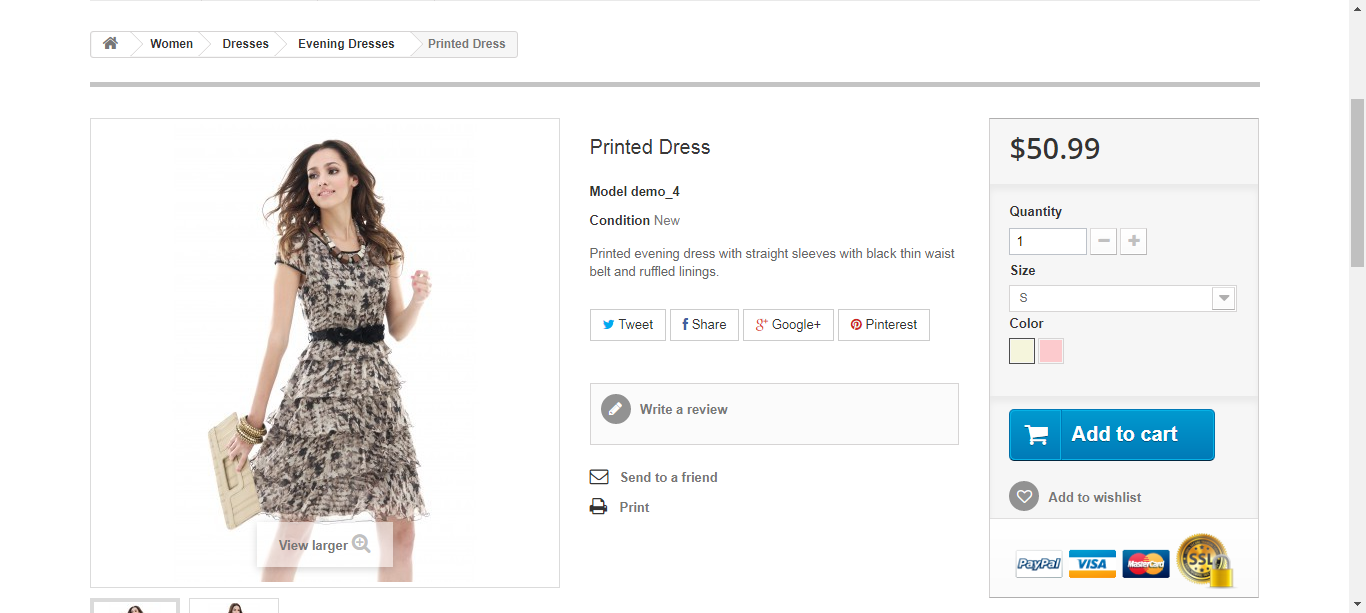 Women Dresses Evening Dresses Printed Dress
Printed Dress
Model demo_4
Condition New
Printed evening dress with straight sleeves with black thin waist
belt and ruffled linings.
Tweet Share Google+ Pinterest
Write a review
Send to a friend
Print
View larger
$50.99
Quantity
1
Size
S
Color
Add to cart
Add to wishlist
PayPal VISA MasterCard SSL